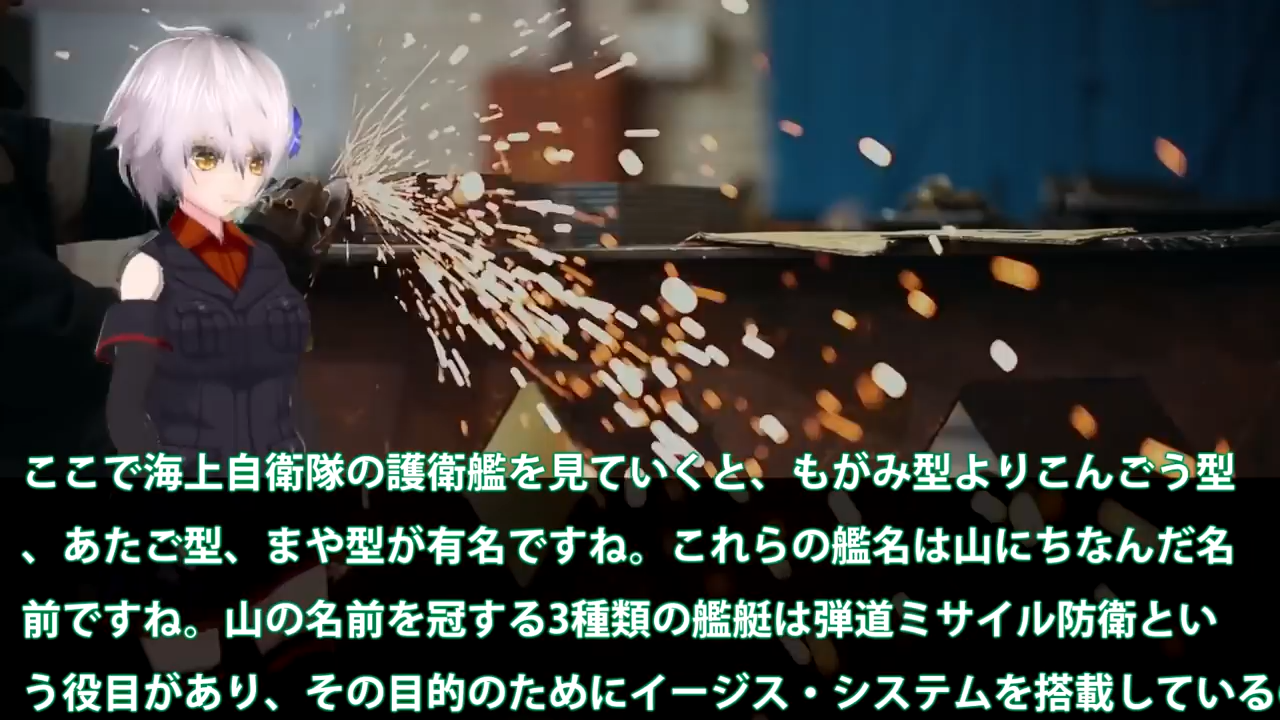 ここで海上自衛隊の護衛艦を見ていくと、もがみ型よりこんごう型
、あたご型、まや型が有名ですね。これらの艦名は山にちなんだ名
前ですね。山の名前を冠する3種類の艦艇は弾道ミサイル防衛とい
う役目があり、その目的のためにイージス・システムを搭載している